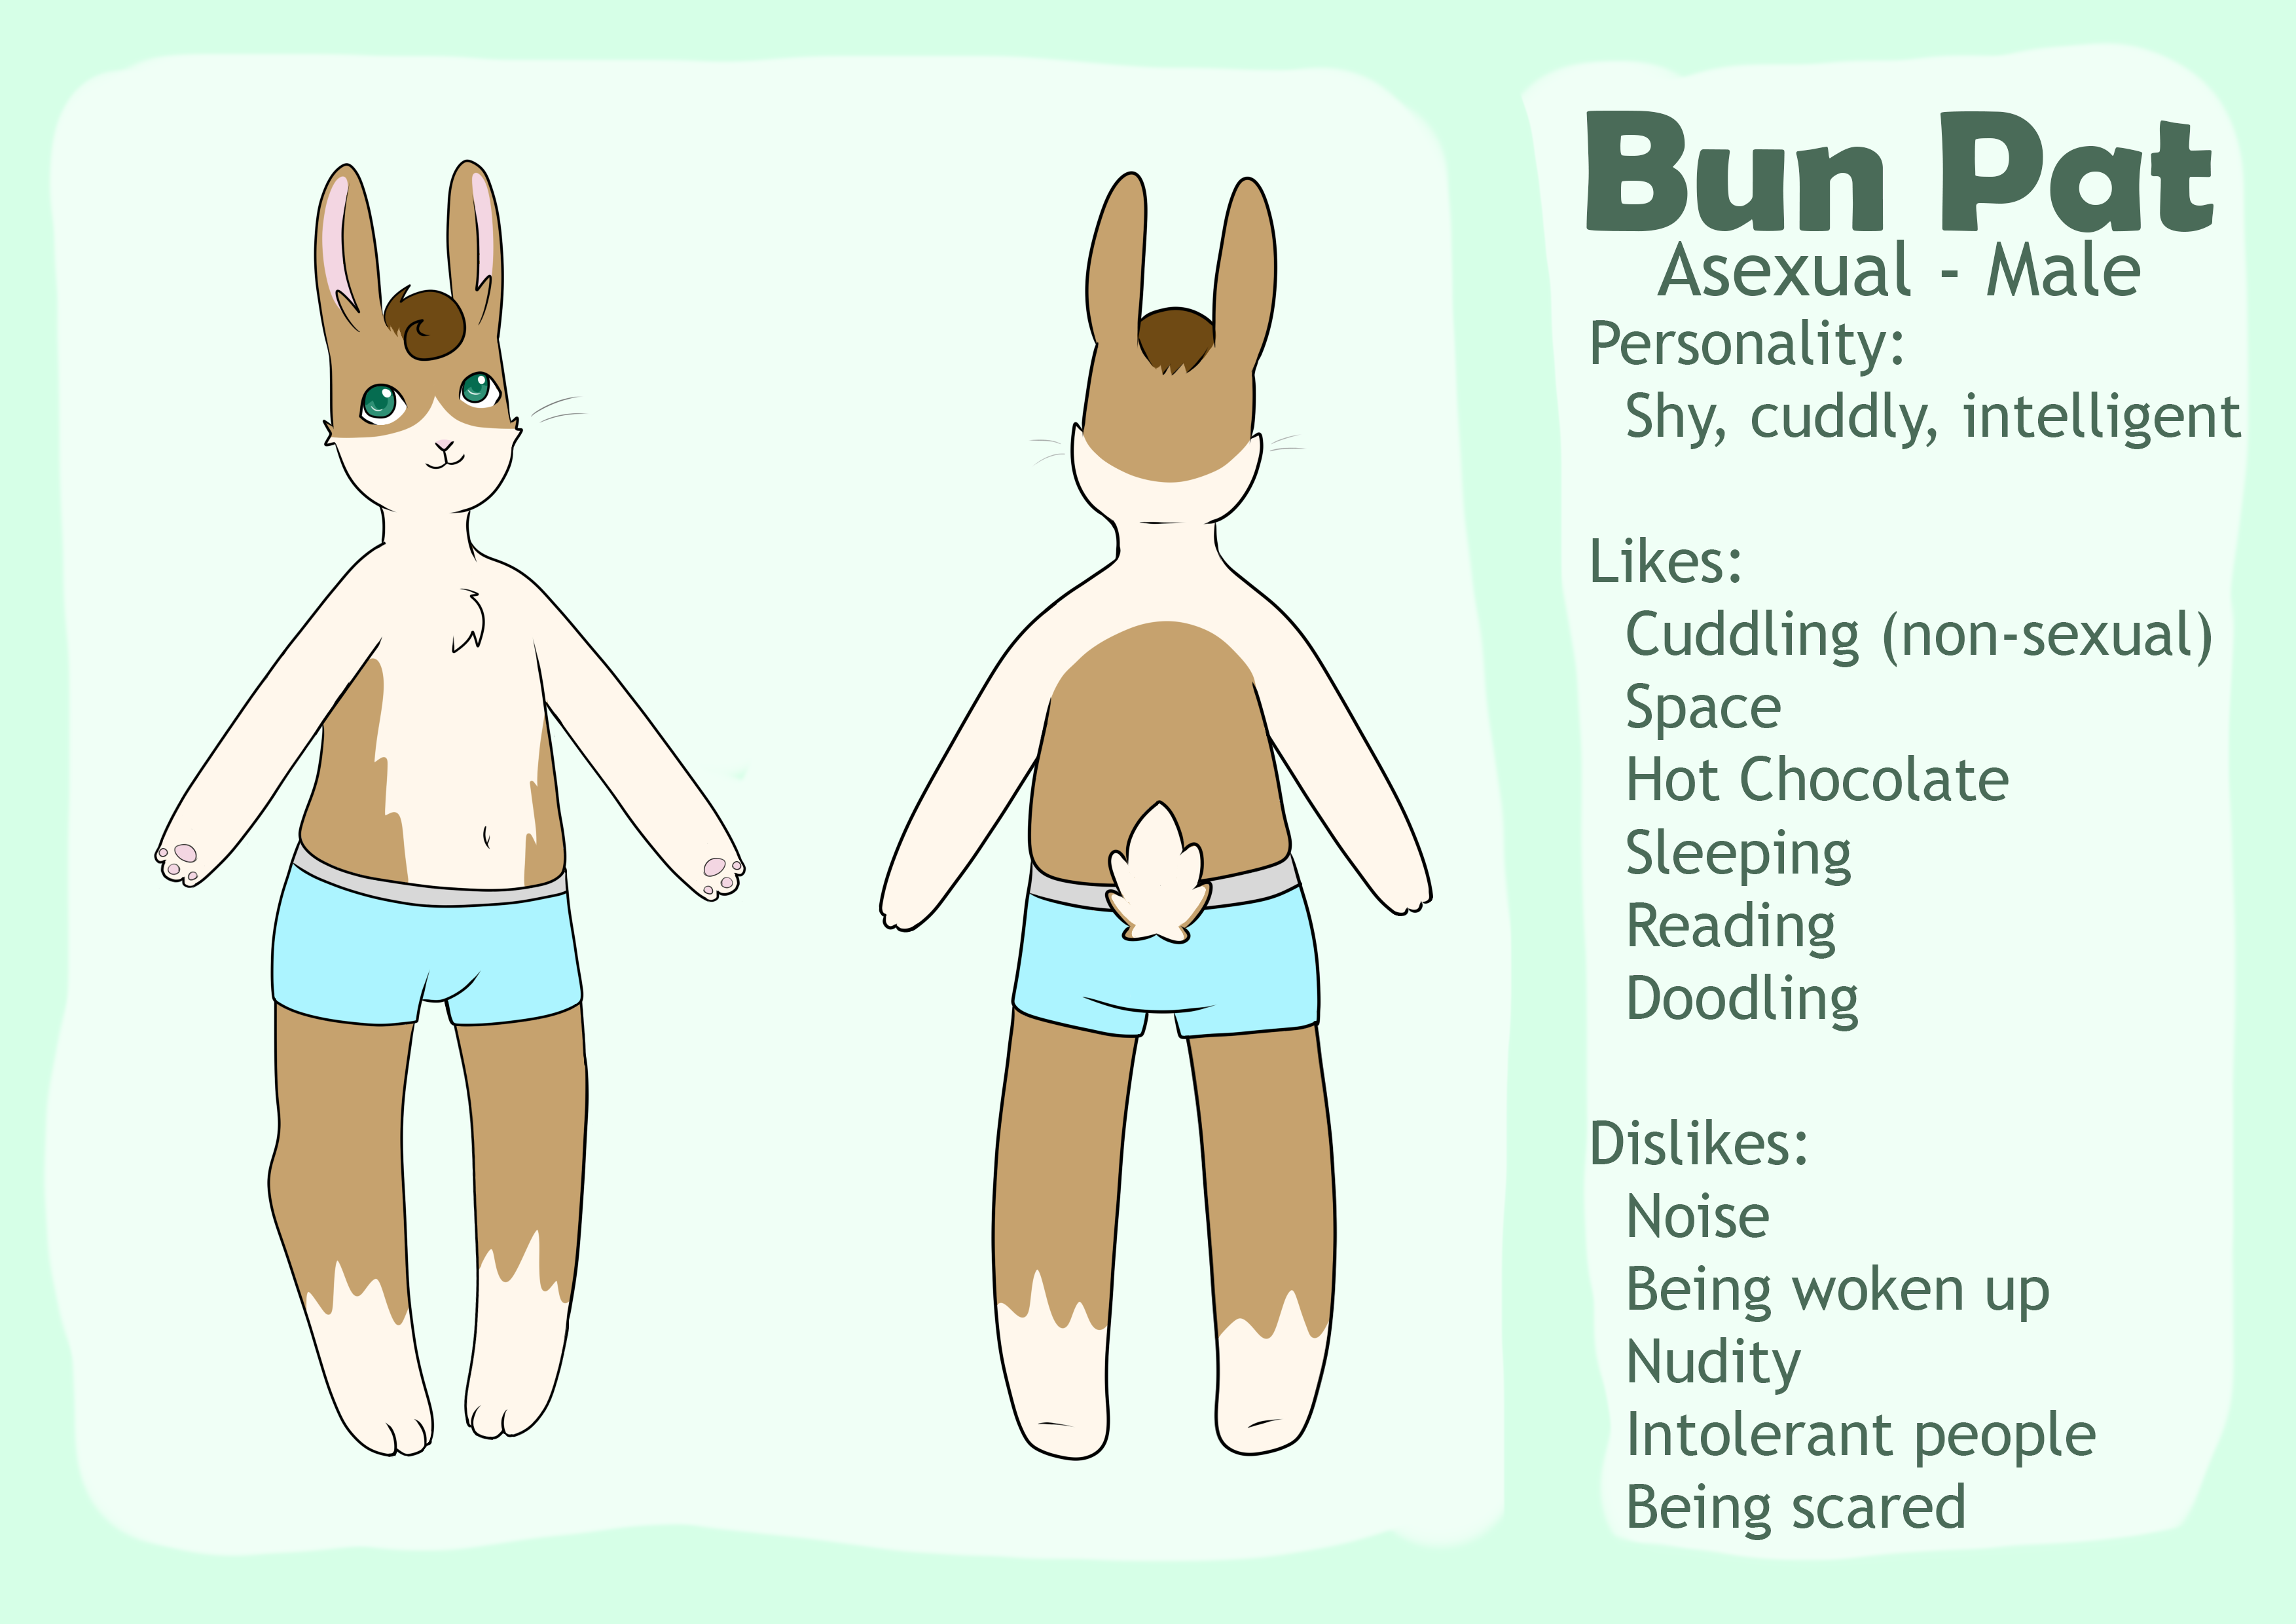 Bun Pat
Asexual - Male
Personality:
Shy, cuddly, intelligent
Likes:
Cuddling (non-sexual)
Space
Hot Chocolate
Sleeping
Reading
Doodling
Dislikes:
Noise
Being woken up
Nudity
Intolerant people
Being scared